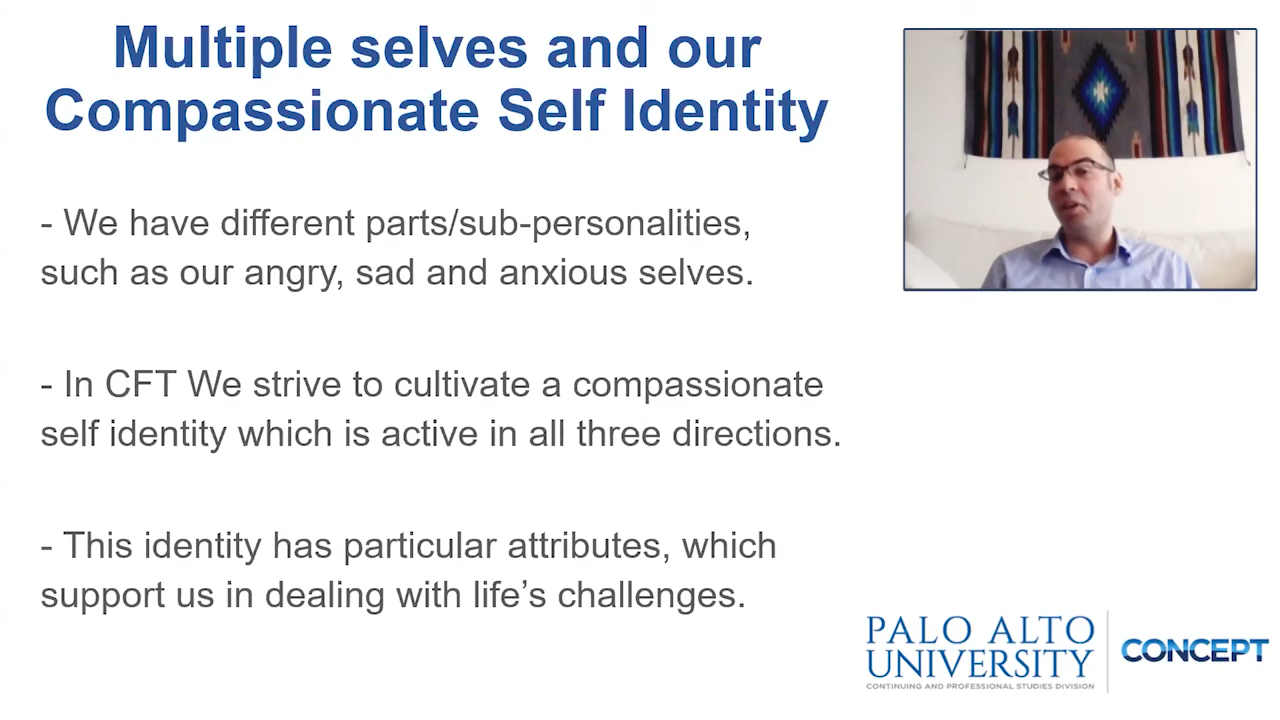 Multiple selves and our
Compassionate Self Identity
- We have different parts/sub-personalities,
such as our angry, sad and anxious selves.
- In CFT We strive to cultivate a compassionate
self identity which is active in all three directions.
- This identity has particular attributes, which
support us in dealing with life’s challenges.
PALO ALTO
UNIVERSITY
CONTINUING AND PROFESSIONAL STUDIES DIVISION
CONCEPT